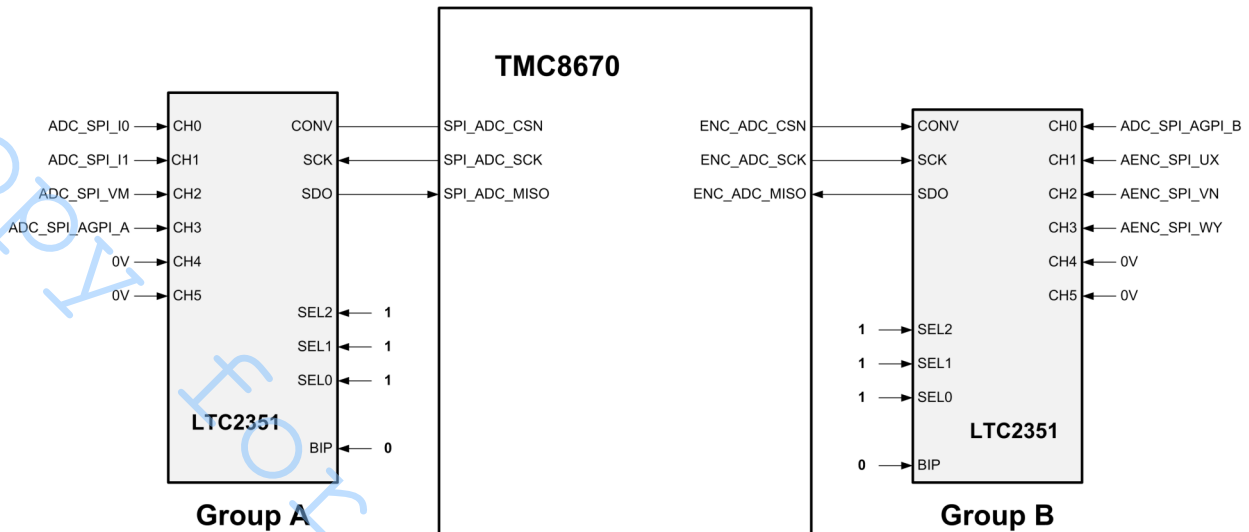 TMC8670
ADC_SPI_I0 CH0 CONV SPI_ADC_CSN ENC_ADC_CSN CONV CH0 ADC_SPI_AGPI_B
ADC_SPI_I1 CH1 SCK SPI_ADC_SCK ENC_ADC_SCK SCK CH1 AENC_SPI_UX
ADC_SPI_VM CH2 SDO SPI_ADC_MISO ENC_ADC_MISO SDO CH2 AENC_SPI_VN
ADC_SPI_AGPI_A CH3 CH3 AENC_SPI_WY
0V CH4 CH4 0V
0V CH5 CH5 0V
SEL2 1 1 SEL2
SEL1 1 1 SEL1
SEL0 1 1 SEL0
LTC2351 LTC2351
BIP 0 0 BIP
Group A Group B
for